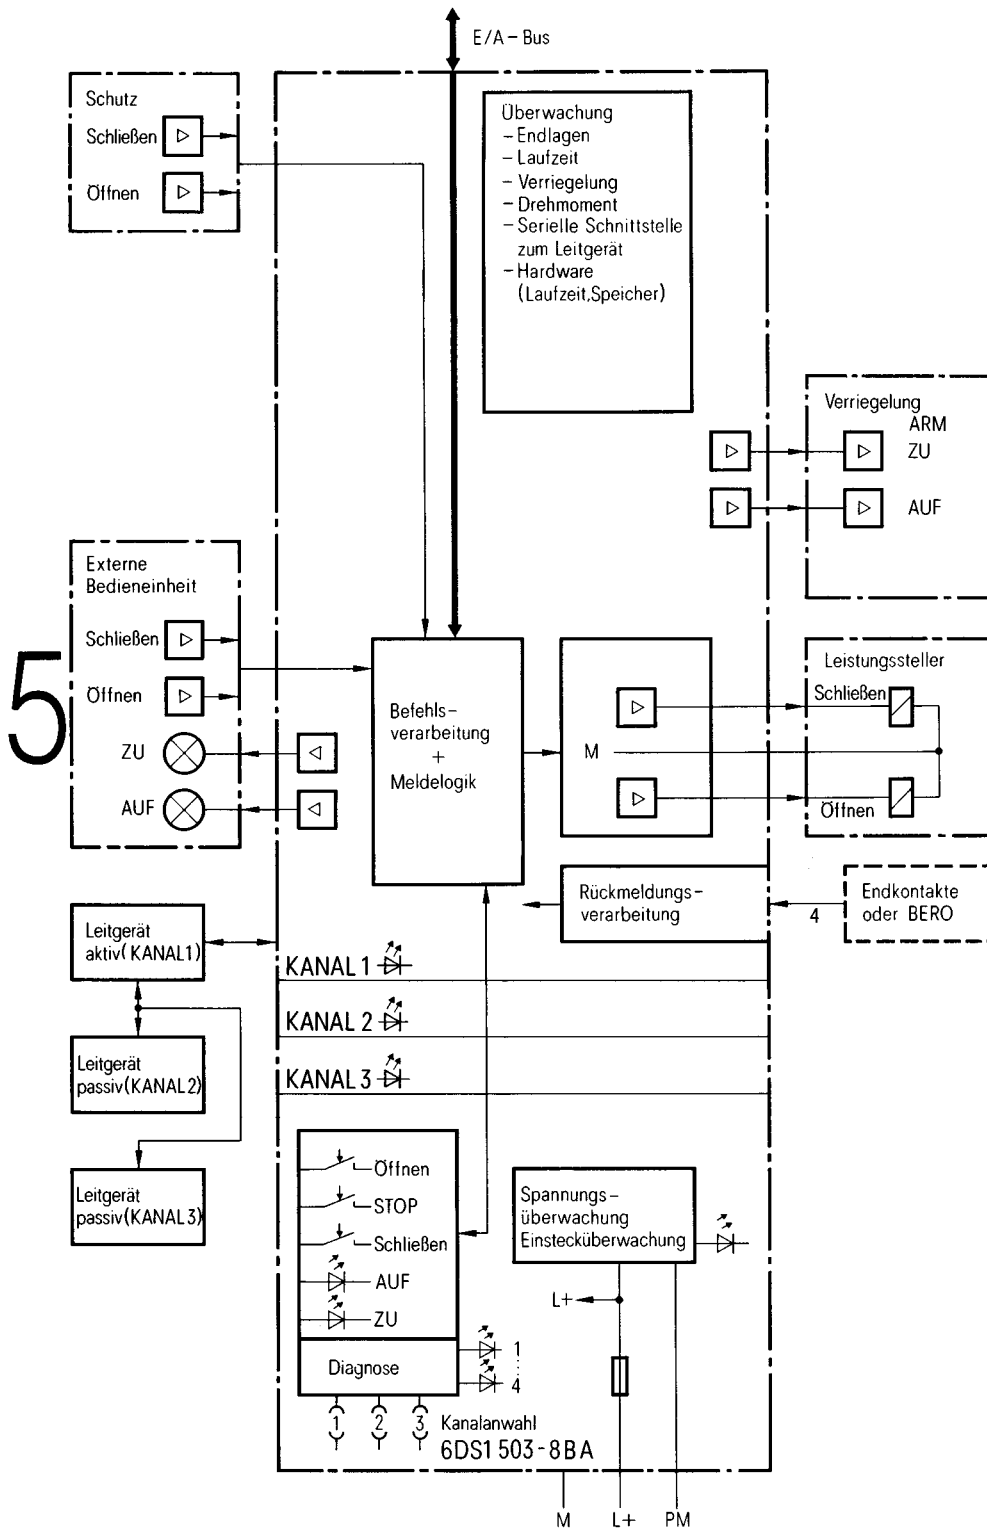 E/A-Bus
Schutz
Schließen
Öffnen
Überwachung
- Endlagen
- Laufzeit
- Verriegelung
- Drehmoment
- Serielle Schnittstelle
zum Leitgerät
- Hardware
(Laufzeit,Speicher)
Verriegelung
ARM
ZU
AUF
Externe
Bedieneinheit
Schließen
Öffnen
ZU
AUF
5
Befehls-
verarbeitung
+
Meldelogik
M
Leistungssteller
Schließen
Öffnen
Rückmeldungs-
verarbeitung
4
Endkontakte
oder BERO
Leitgerät
aktiv(KANAL1)
Leitgerät
passiv(KANAL2)
Leitgerät
passiv(KANAL3)
KANAL 1
KANAL 2
KANAL 3
Öffnen
STOP
Schließen
AUF
ZU
Diagnose
1
:
4
1 2 3 Kanalanwahl
6DS1 503-8BA
Spannungs-
überwachung
Einstecküberwachung
L+
M L+ PM